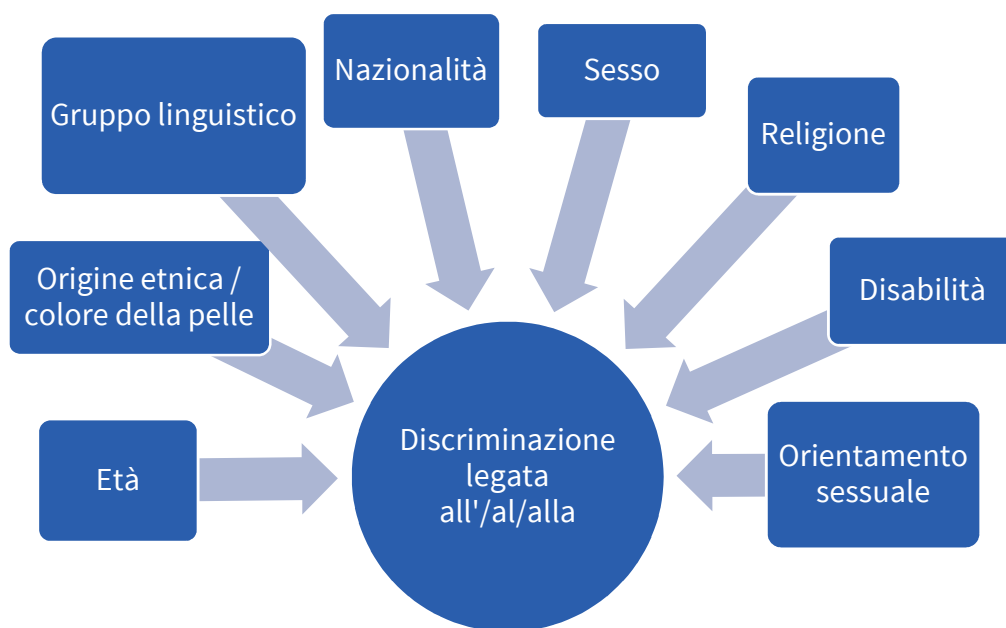 Nazionalità
Sesso
Gruppo linguistico
Religione
Origine etnica /
colore della pelle
Disabilità
Età
Discriminazione
legata
all'/al/alla
Orientamento
sessuale